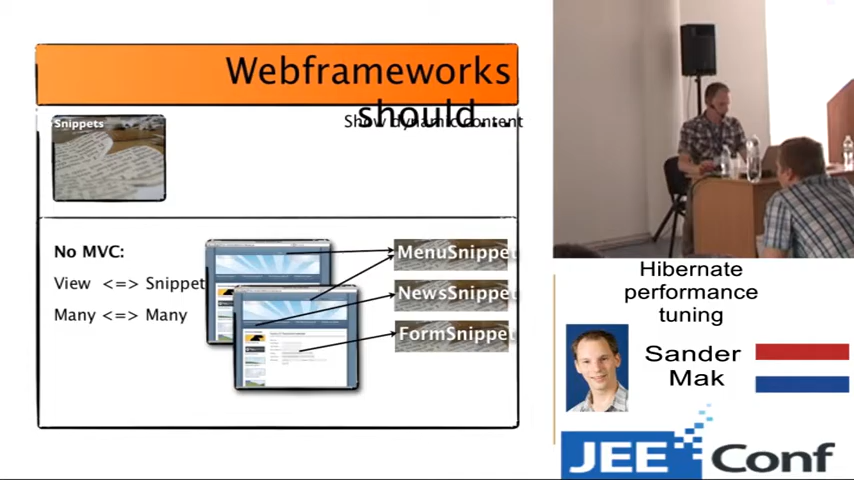 Webframeworks
should...
Show dynamic content
Snippets
No MVC:
View <=> Snippet
Many <=> Many
MenuSnippet
NewsSnippet
FormSnippet
Hibernate
performance
tuning
Sander
Mak
JEE Conf